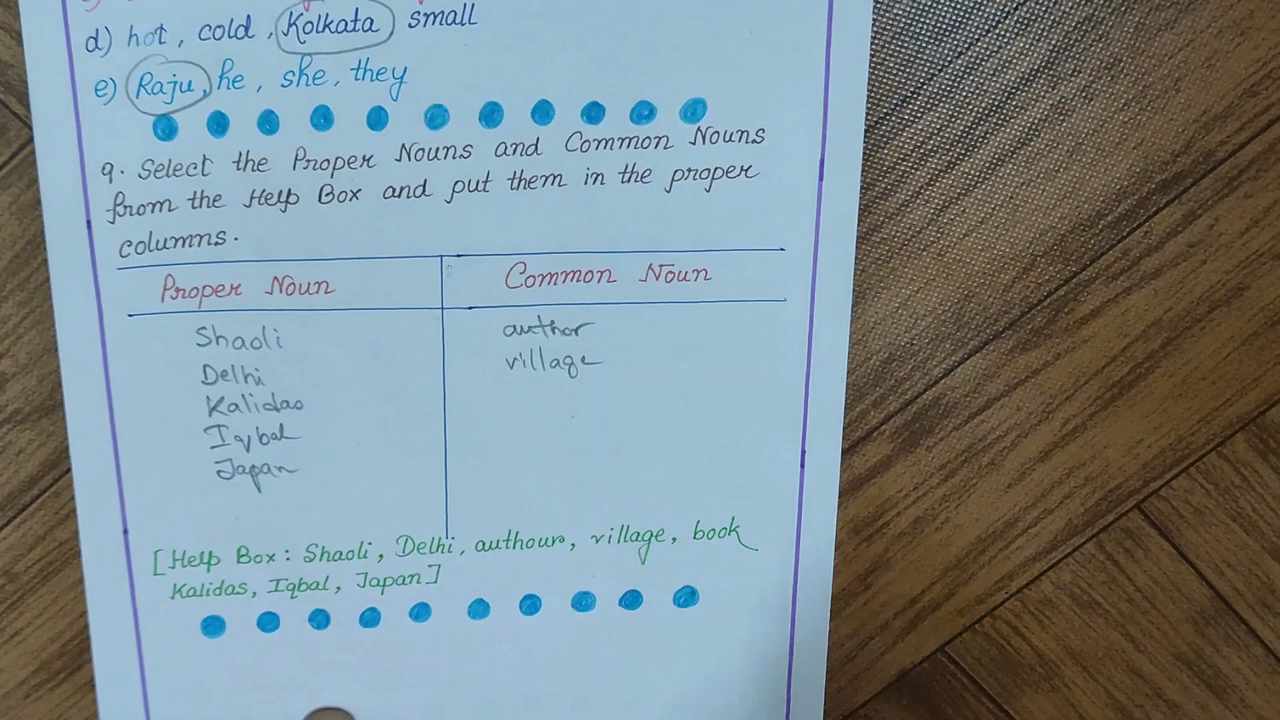 d) hot, cold, Kolkata small
e) Raju, he, she, they
9. Select the Proper Nouns and Common Nouns
from the Help Box and put them in the proper
columns.
Proper Noun Common Noun
Shaoli author
Delhi village
Kalidas
Iqbal
Japan
[Help Box: Shaoli, Delhi, authour, village, book
Kalidas, Iqbal, Japan]